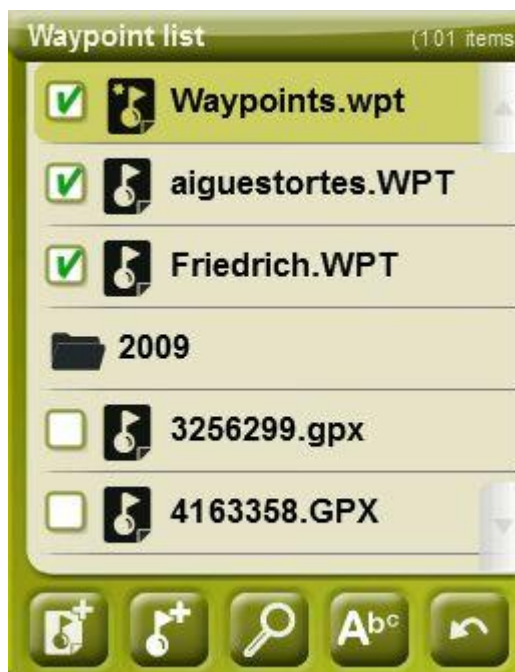 Waypoint list (101 items
Waypoints.wpt
aiguestortes.WPT
Friedrich.WPT
2009
3256299.gpx
4163358.GPX
Abc